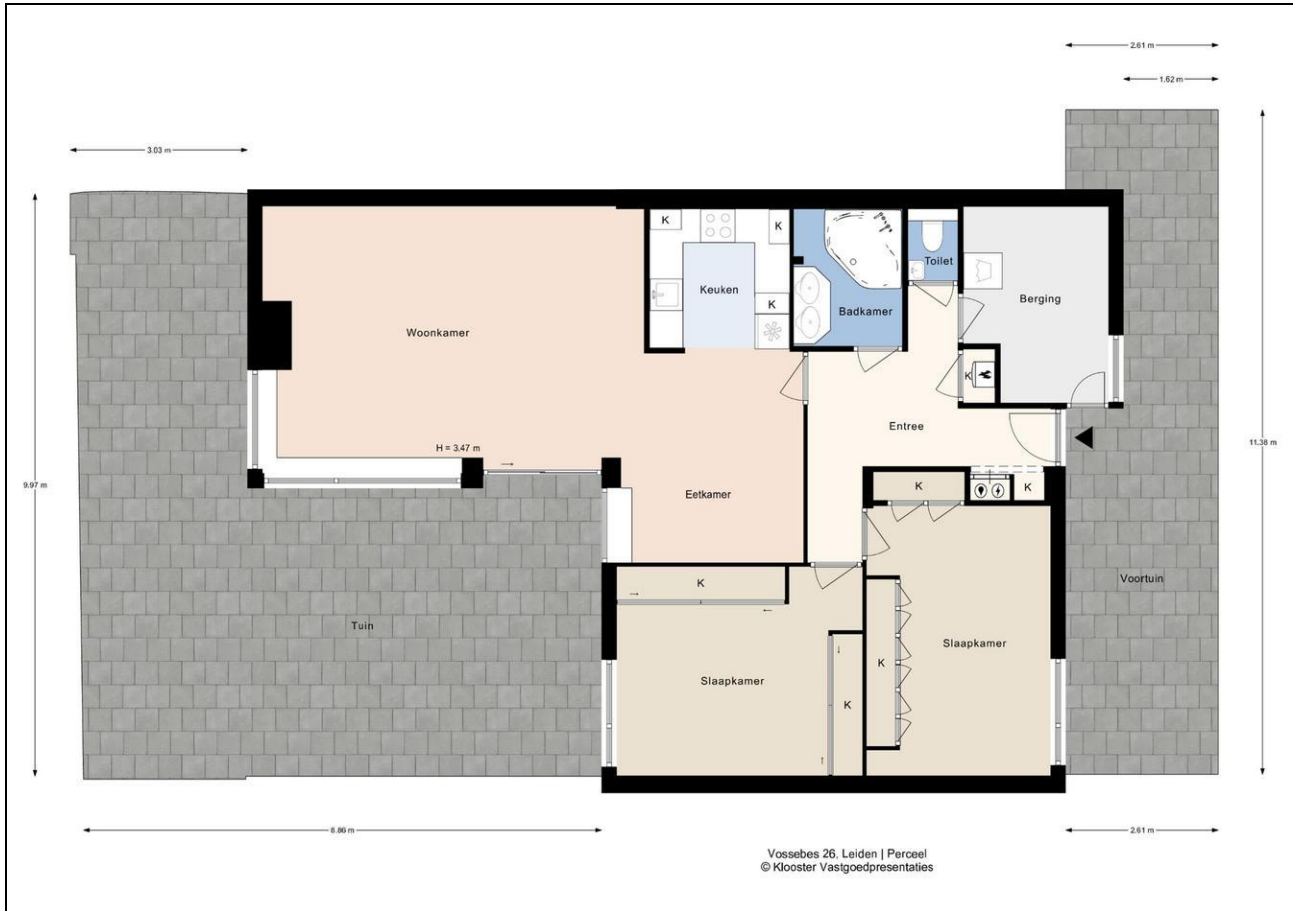 2.61 m
1.62 m
3.03 m
K
K
Toilet
Keuken
Berging
K
Badkamer
Woonkamer
K
Entree
11.38 m
H = 3.47 m
9.97 m
Eetkamer
K
K
K
Voortuin
Tuin
Slaapkamer
K
Slaapkamer
K
8.86 m
2.61 m
Vossebes 26, Leiden | Perceel
© Klooster Vastgoedpresentaties